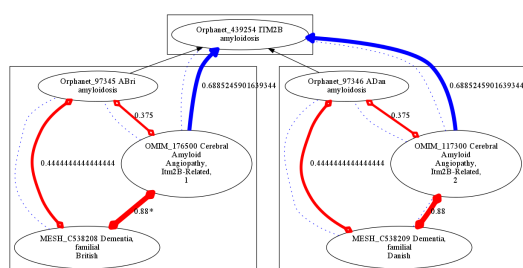 Orphanet_439254 ITM2B
amyloidosis
Orphanet_97345 ABri
amyloidosis
Orphanet_97346 ADan
amyloidosis
0.6885245901639344
0.6885245901639344
0.375
0.375
OMIM_176500 Cerebral
Amyloid
Angiopathy,
Itm2B-Related,
1
OMIM_117300 Cerebral
Amyloid
Angiopathy,
Itm2B-Related,
2
0.4444444444444444
0.4444444444444444
0.88*
0.88
MESH_C538208 Dementia,
familial
British
MESH_C538209 Dementia,
familial
Danish